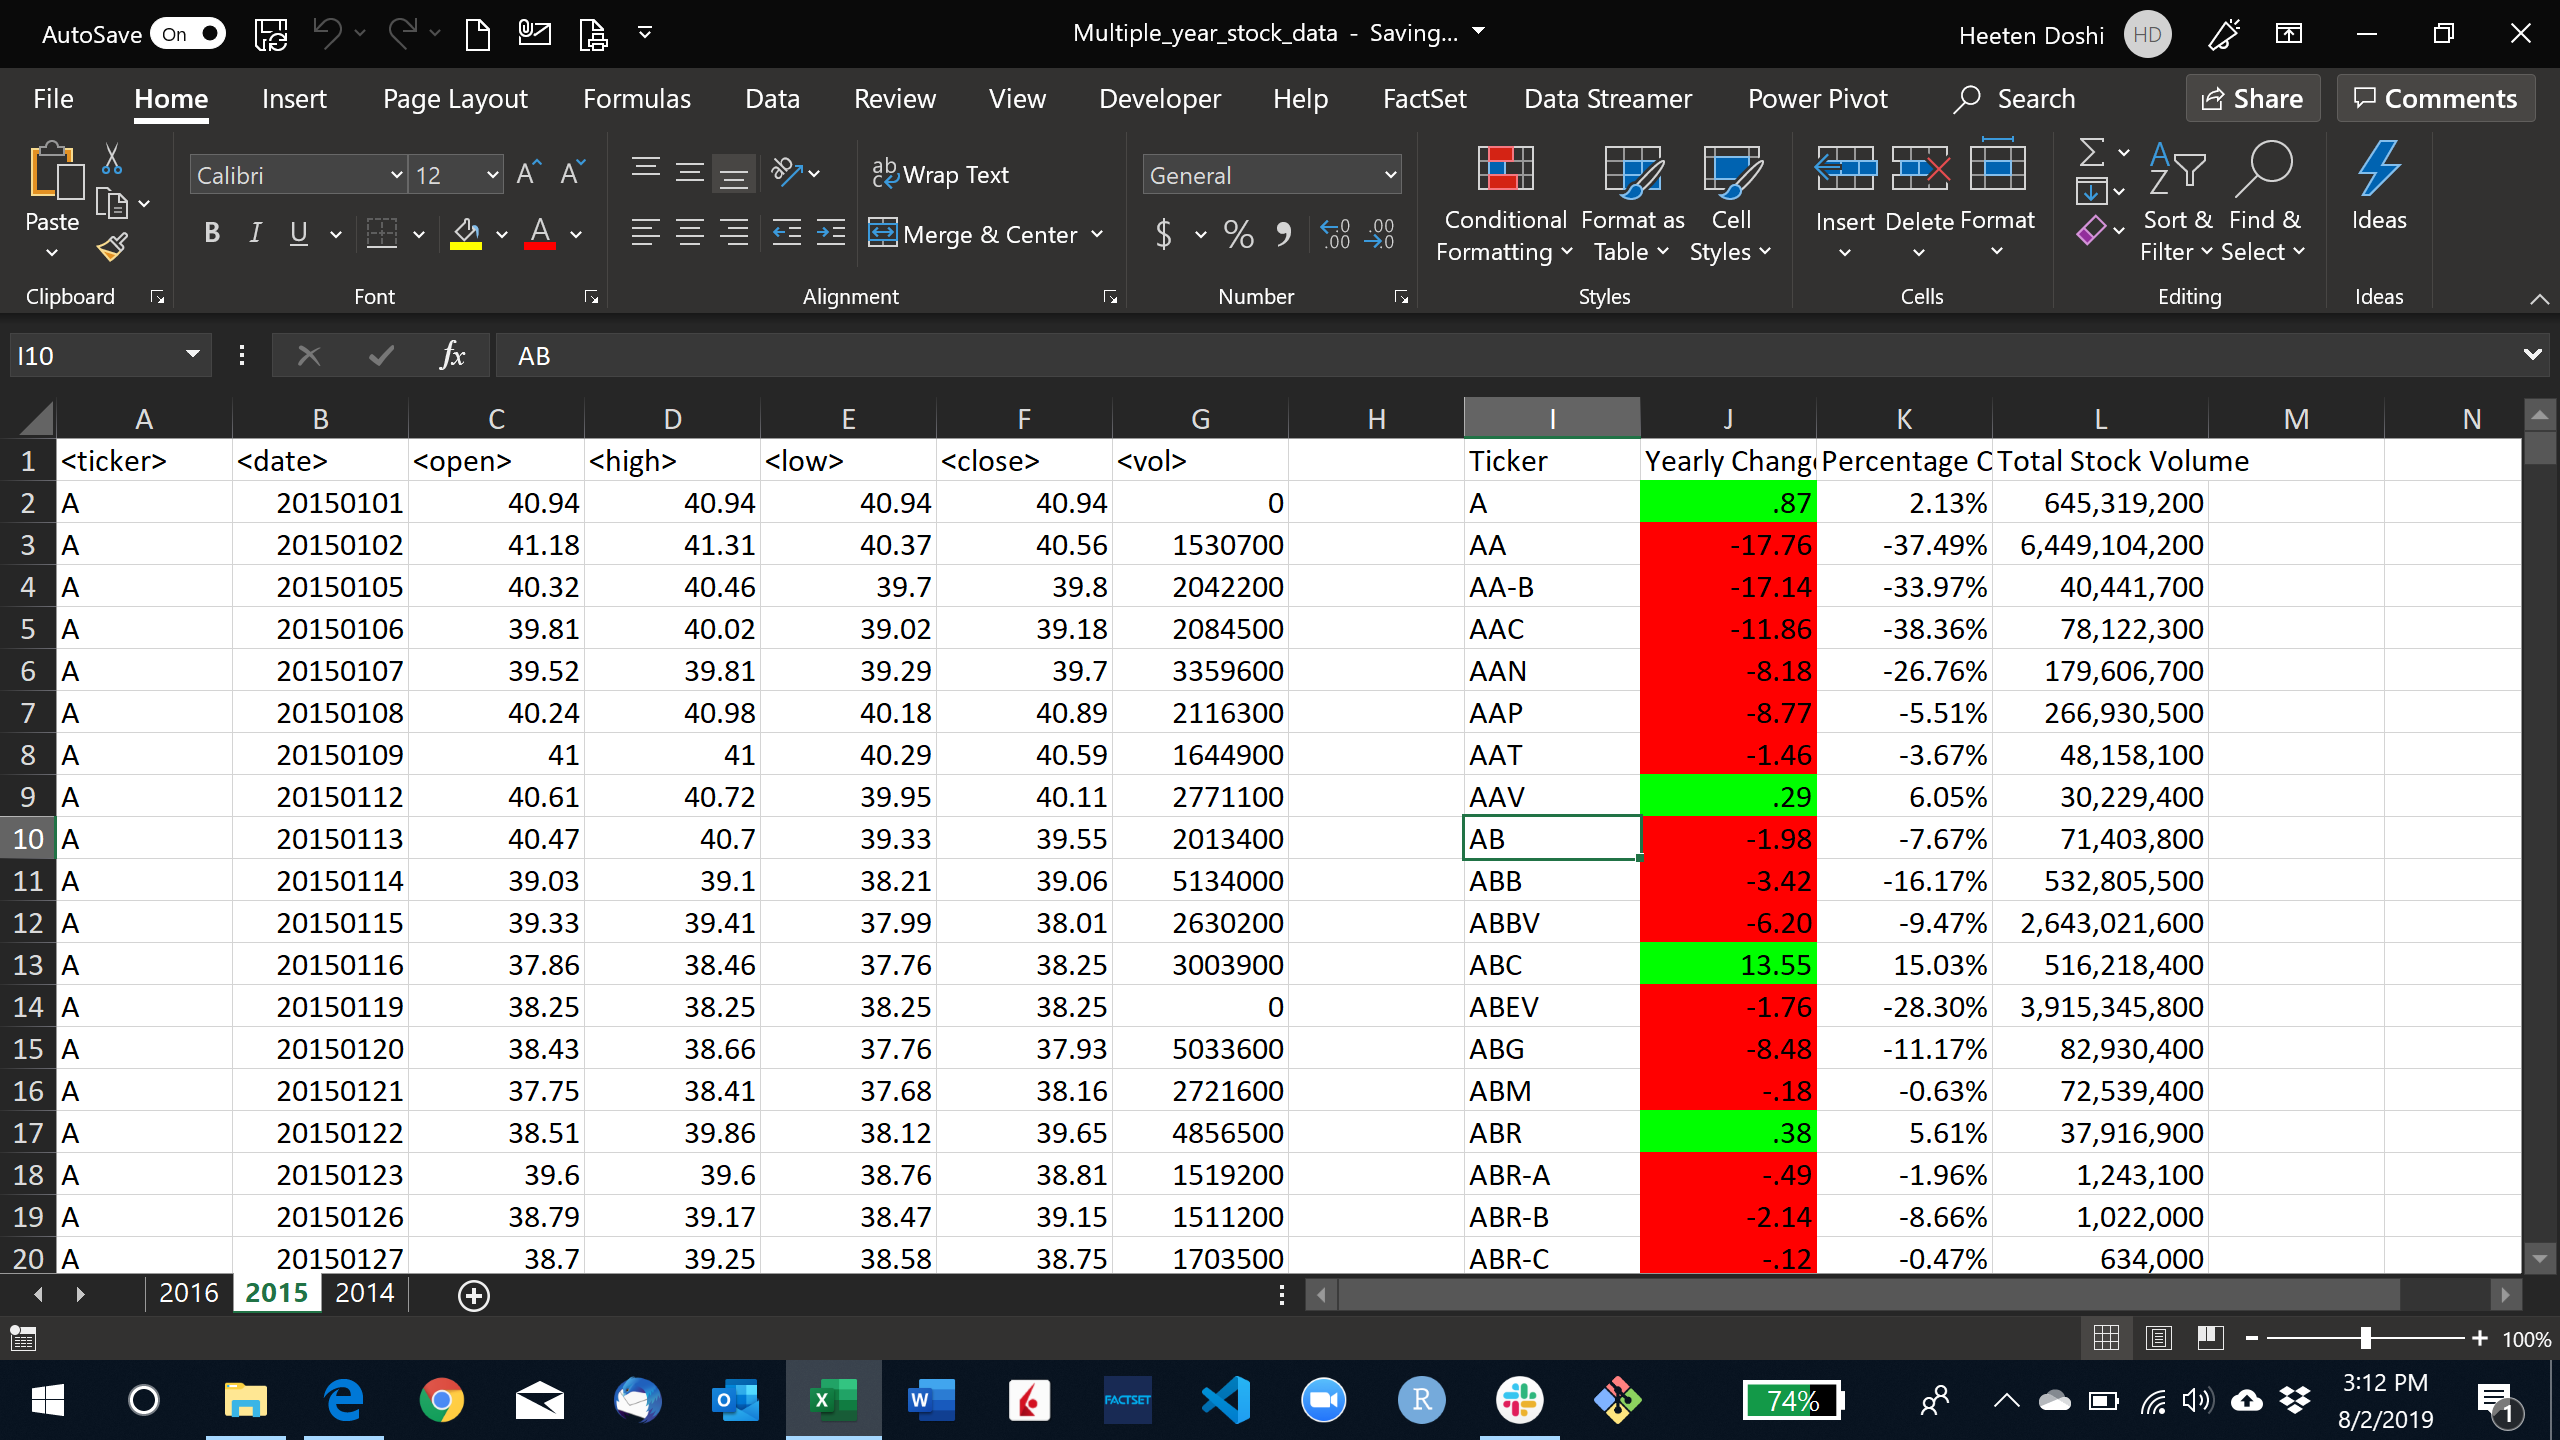 AutoSave On Multiple_year_stock_data - Saving... Heeten Doshi HD
File Home Insert Page Layout Formulas Data Review View Developer Help FactSet Data Streamer Power Pivot Search Share Comments
Paste Calibri 12 Wrap Text General Conditional Formatting Format as Table Cell Styles Insert Delete Format Sort & Filter Find & Select Ideas
B I U Merge & Center $ %
Clipboard Font Alignment Number Styles Cells Editing Ideas
I10 fx AB
A B C D E F G H I J K L M N
1 <ticker> <date> <open> <high> <low> <close> <vol> Ticker Yearly Change Percentage C Total Stock Volume
2 A 20150101 40.94 40.94 40.94 40.94 0 A .87 2.13% 645,319,200
3 A 20150102 41.18 41.31 40.37 40.56 1530700 AA -17.76 -37.49% 6,449,104,200
4 A 20150105 40.32 40.46 39.7 39.8 2042200 AA-B -17.14 -33.97% 40,441,700
5 A 20150106 39.81 40.02 39.02 39.18 2084500 AAC -11.86 -38.36% 78,122,300
6 A 20150107 39.52 39.81 39.29 39.7 3359600 AAN -8.18 -26.76% 179,606,700
7 A 20150108 40.24 40.98 40.18 40.89 2116300 AAP -8.77 -5.51% 266,930,500
8 A 20150109 41 41 40.29 40.59 1644900 AAT -1.46 -3.67% 48,158,100
9 A 20150112 40.61 40.72 39.95 40.11 2771100 AAV .29 6.05% 30,229,400
10 A 20150113 40.47 40.7 39.33 39.55 2013400 AB -1.98 -7.67% 71,403,800
11 A 20150114 39.03 39.1 38.21 39.06 5134000 ABB -3.42 -16.17% 532,805,500
12 A 20150115 39.33 39.41 37.99 38.01 2630200 ABBV -6.20 -9.47% 2,643,021,600
13 A 20150116 37.86 38.46 37.76 38.25 3003900 ABC 13.55 15.03% 516,218,400
14 A 20150119 38.25 38.25 38.25 38.25 0 ABEV -1.76 -28.30% 3,915,345,800
15 A 20150120 38.43 38.66 37.76 37.93 5033600 ABG -8.48 -11.17% 82,930,400
16 A 20150121 37.75 38.41 37.68 38.16 2721600 ABM -.18 -0.63% 72,539,400
17 A 20150122 38.51 39.86 38.12 39.65 4856500 ABR .38 5.61% 37,916,900
18 A 20150123 39.6 39.6 38.76 38.81 1519200 ABR-A -.49 -1.96% 1,243,100
19 A 20150126 38.79 39.17 38.47 39.15 1511200 ABR-B -2.14 -8.66% 1,022,000
20 A 20150127 38.7 39.25 38.58 38.75 1703500 ABR-C -.12 -0.47% 634,000
2016 2015 2014
100%
FACTSET R 74% 3:12 PM
8/2/2019 1